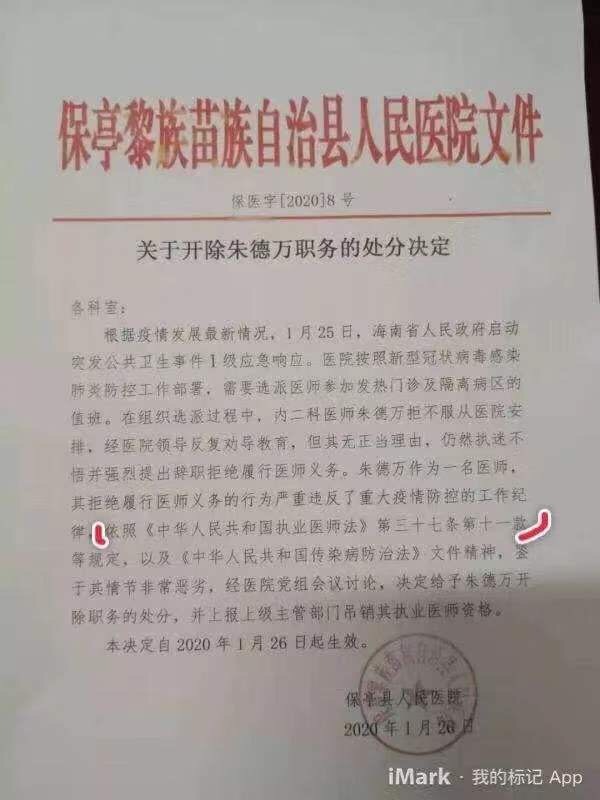 保亭黎族苗族自治县人民医院文件
保医字[2020]8号
关于开除朱德万职务的处分决定
各科室：
根据疫情发展最新情况，1月25日，海南省人民政府启动
突发公共卫生事件1级应急响应。医院按照新型冠状病毒感染
肺炎防控工作部署，需要选派医师参加发热门诊及隔离病区的
值班。在组织选派过程中，内二科医师朱德万拒不服从医院安
排，经医院领导反复劝导教育，但其无正当理由，仍然执迷不
悟并强烈提出辞职拒绝履行医师义务。朱德万作为一名医师，
其拒绝履行医师义务的行为严重违反了重大疫情防控的工作纪
律，依照《中华人民共和国执业医师法》第三十七条第十一款
等规定，以及《中华人民共和国传染病防治法》文件精神，鉴
于其情节非常恶劣，经医院党组会议讨论，决定给予朱德万开
除职务的处分，并上报上级主管部门吊销其执业医师资格。
本决定自2020年1月26日起生效。
保亭县人民医院
2020年1月26日
iMark · 我的标记 App